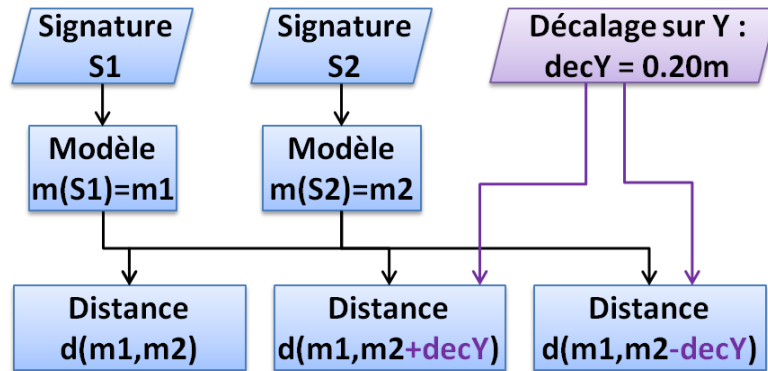 Signature
S1
Signature
S2
Décalage sur Y :
decY = 0.20m
Modèle
m(S1)=m1
Modèle
m(S2)=m2
Distance
d(m1,m2)
Distance
d(m1,m2+decY)
Distance
d(m1,m2-decY)